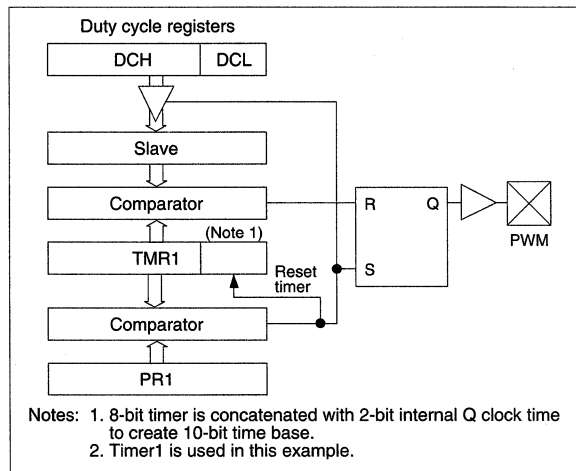 Duty cycle registers
DCH DCL
Slave
Comparator
R Q
PWM
(Note 1)
TMR1
Reset
timer
S
Comparator
PR1
Notes: 1. 8-bit timer is concatenated with 2-bit internal Q clock time
to create 10-bit time base.
2. Timer1 is used in this example.